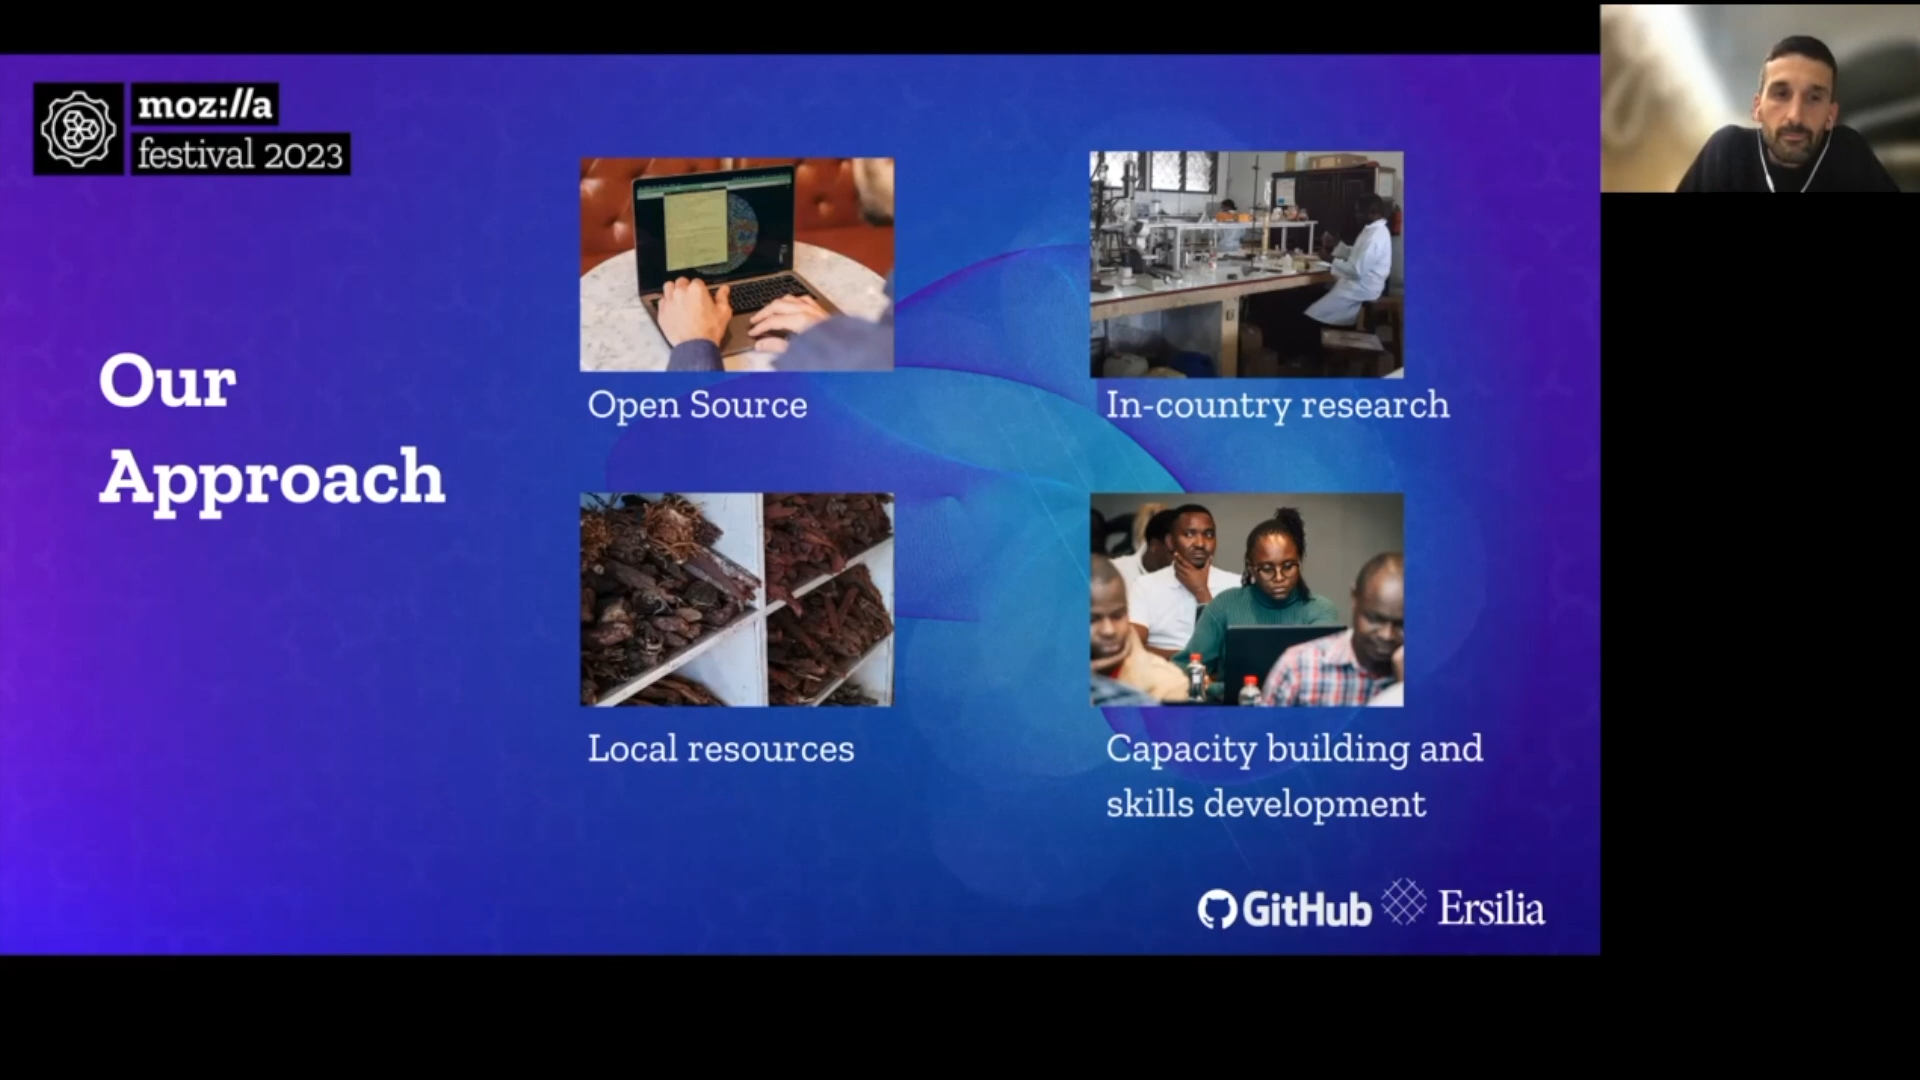 moz://a
festival 2023
Our
Approach
Open Source
In-country research
Local resources
Capacity building and
skills development
GitHub
Ersilia